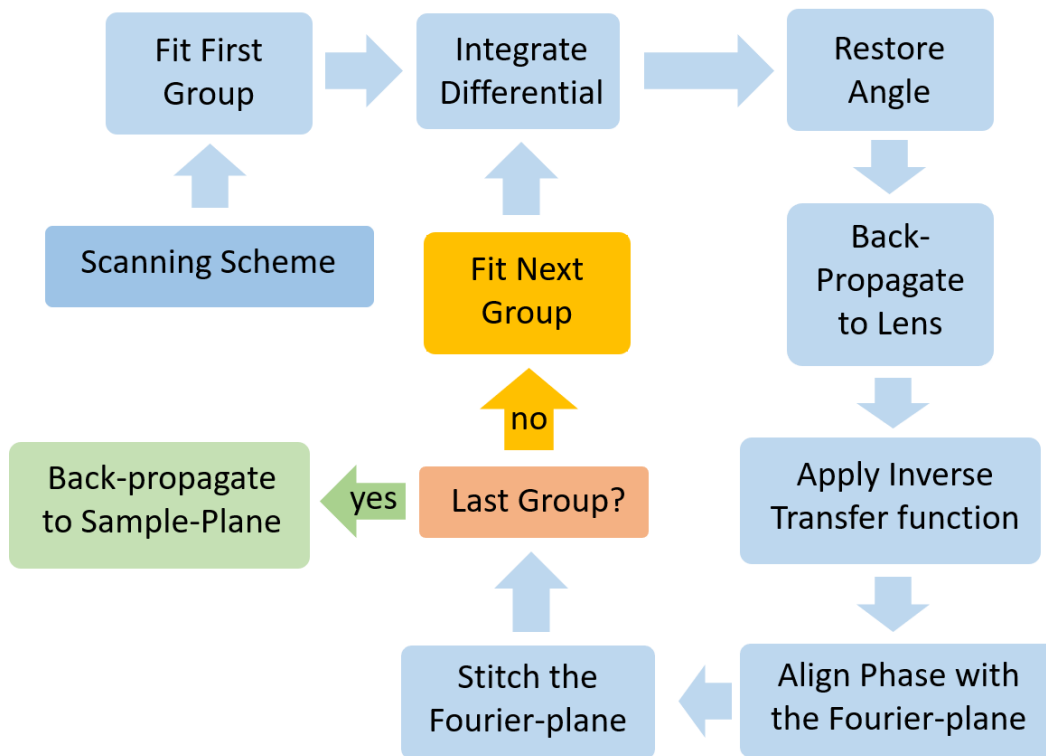 Fit First
Group
Integrate
Differential
Restore
Angle
Scanning Scheme
Fit Next
Group
Back-
Propagate
to Lens
no
Back-propagate
to Sample-Plane
yes
Last Group?
Apply Inverse
Transfer function
Stitch the
Fourier-plane
Align Phase with
the Fourier-plane